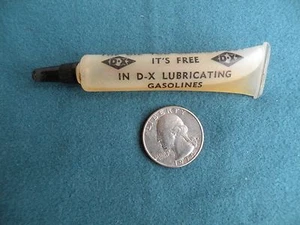 D-X IT'S FREE D-X
IN D-X LUBRICATING
GASOLINES